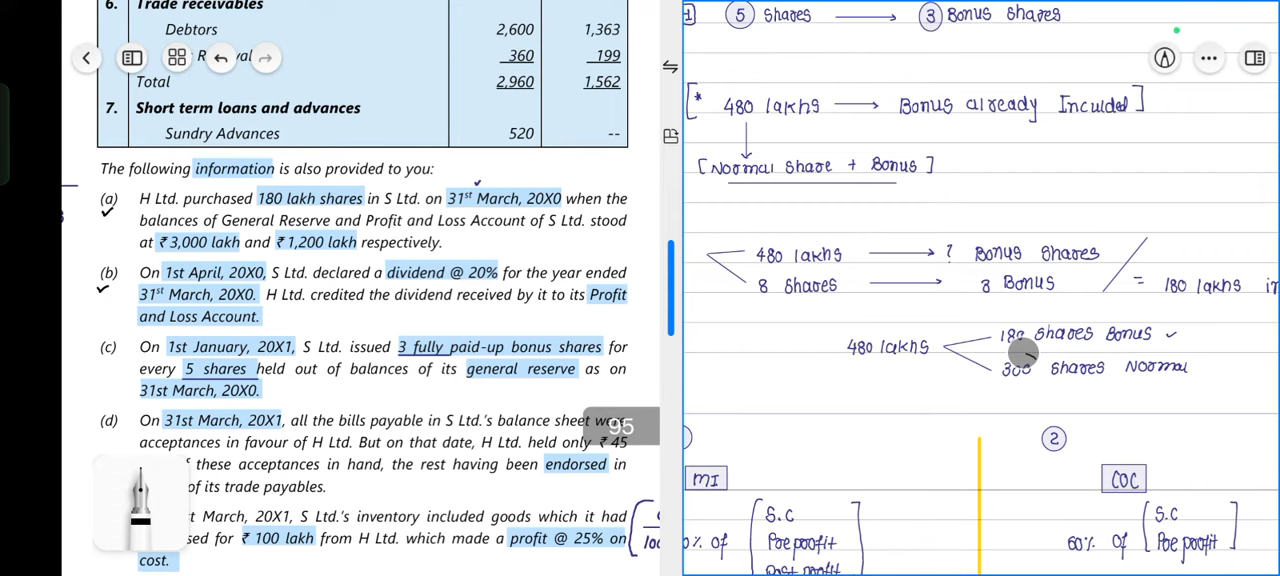 6. Trade receivables
Debtors 2,600 1,363
360 199
Total 2,960 1,562
7. Short term loans and advances
Sundry Advances 520 --
The following information is also provided to you:
(a) H Ltd. purchased 180 lakh shares in S Ltd. on 31st March, 20X0 when the
balances of General Reserve and Profit and Loss Account of S Ltd. stood
at ₹ 3,000 lakh and ₹ 1,200 lakh respectively.
(b) On 1st April, 20X0, S Ltd. declared a dividend @ 20% for the year ended
31st March, 20X0. H Ltd. credited the dividend received by it to its Profit
and Loss Account.
(c) On 1st January, 20X1, S Ltd. issued 3 fully paid-up bonus shares for
every 5 shares held out of balances of its general reserve as on
31st March, 20X0.
(d) On 31st March, 20X1, all the bills payable in S Ltd.'s balance sheet were
acceptances in favour of H Ltd. But on that date, H Ltd. held only ₹ 45
these acceptances in hand, the rest having been endorsed in
of its trade payables.
March, 20X1, S Ltd.'s inventory included goods which it had
for ₹ 100 lakh from H Ltd. which made a profit @ 25% on
cost.
95
1] 5 Shares → 3 Bonus Shares
[* 480 lakhs → Bonus already Inculded]
[Normal Share + Bonus]
480 lakhs → ? Bonus Shares
8 Shares → 3 Bonus = 180 lakhs
180 Shares Bonus ✓
480 lakhs
300 Shares Normal
2
MI COC
% of [S.C
Pre profit
Post profit]
60% of [S.C
Pre profit]